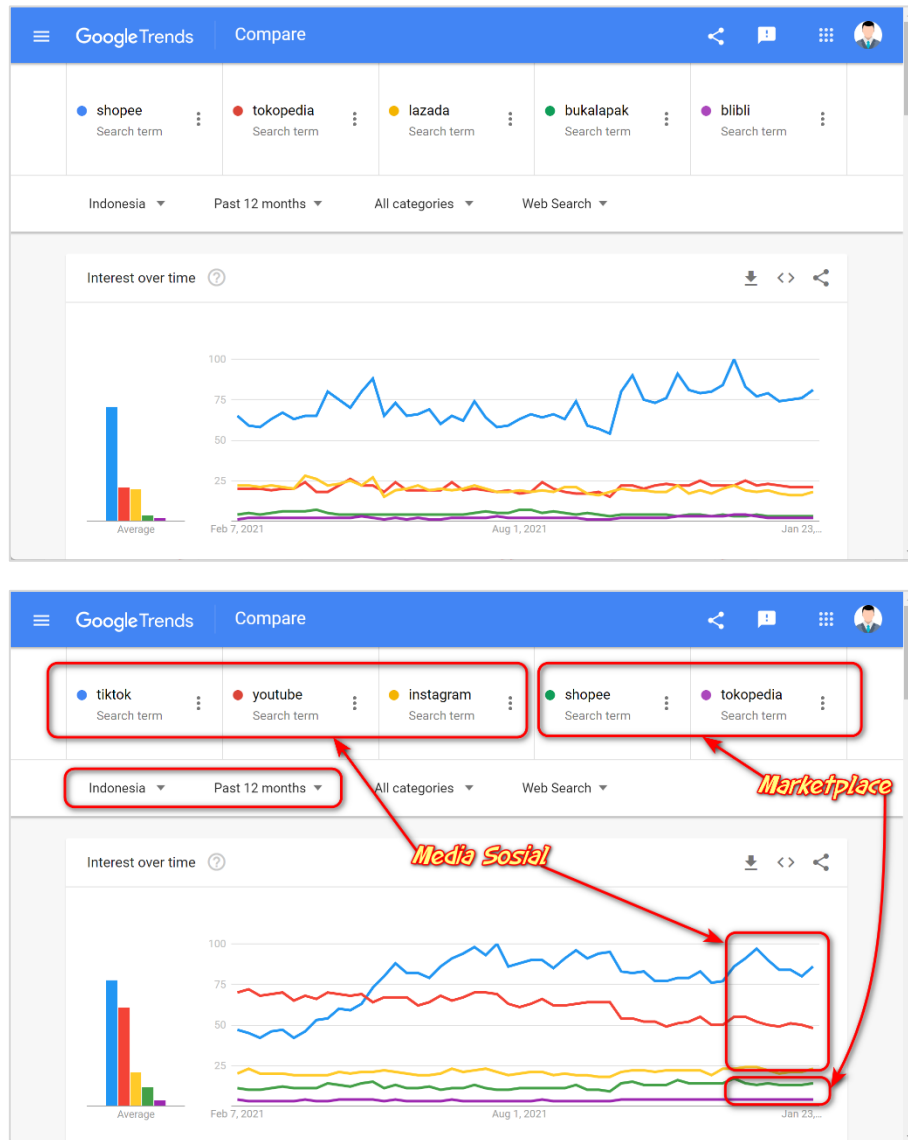 Google Trends Compare
shopee tokopedia lazada bukalapak blibli
Search term Search term Search term Search term Search term
Indonesia Past 12 months All categories Web Search
Interest over time ?
100
75
50
25
Average Feb 7, 2021 Aug 1, 2021 Jan 23,...
Google Trends Compare
tiktok youtube instagram shopee tokopedia
Search term Search term Search term Search term Search term
Marketplace
Indonesia Past 12 months All categories Web Search
Media Sosial
Interest over time ?
100
75
50
25
Average Feb 7, 2021 Aug 1, 2021 Jan 23,...